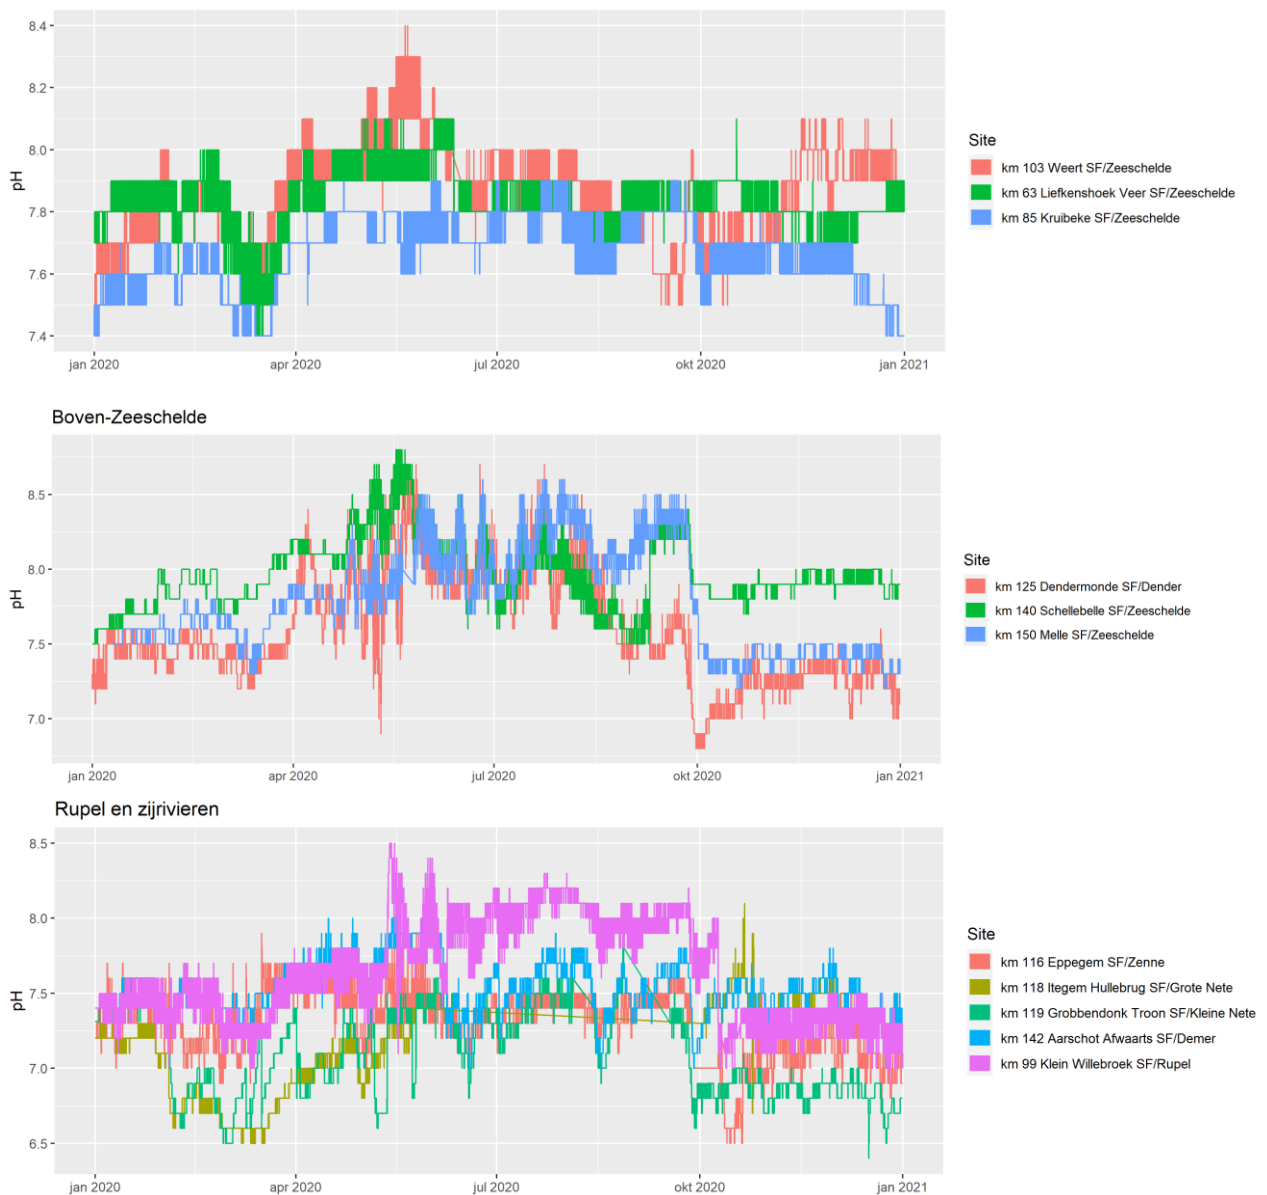 8.4
8.2
8.0
7.8
7.6
7.4
pH
jan 2020
apr 2020
jul 2020
okt 2020
jan 2021
Site
km 103 Weert SF/Zeeschelde
km 63 Liefkenshoek Veer SF/Zeeschelde
km 85 Kruibeke SF/Zeeschelde
Boven-Zeeschelde
8.5
8.0
7.5
7.0
pH
jan 2020
apr 2020
jul 2020
okt 2020
jan 2021
Site
km 125 Dendermonde SF/Dender
km 140 Schellebelle SF/Zeeschelde
km 150 Melle SF/Zeeschelde
Rupel en zijrivieren
8.5
8.0
7.5
7.0
6.5
pH
jan 2020
apr 2020
jul 2020
okt 2020
jan 2021
Site
km 116 Eppegem SF/Zenne
km 118 Itegem Hullebrug SF/Grote Nete
km 119 Grobbendonk Troon SF/Kleine Nete
km 142 Aarschot Afwaarts SF/Demer
km 99 Klein Willebroek SF/Rupel